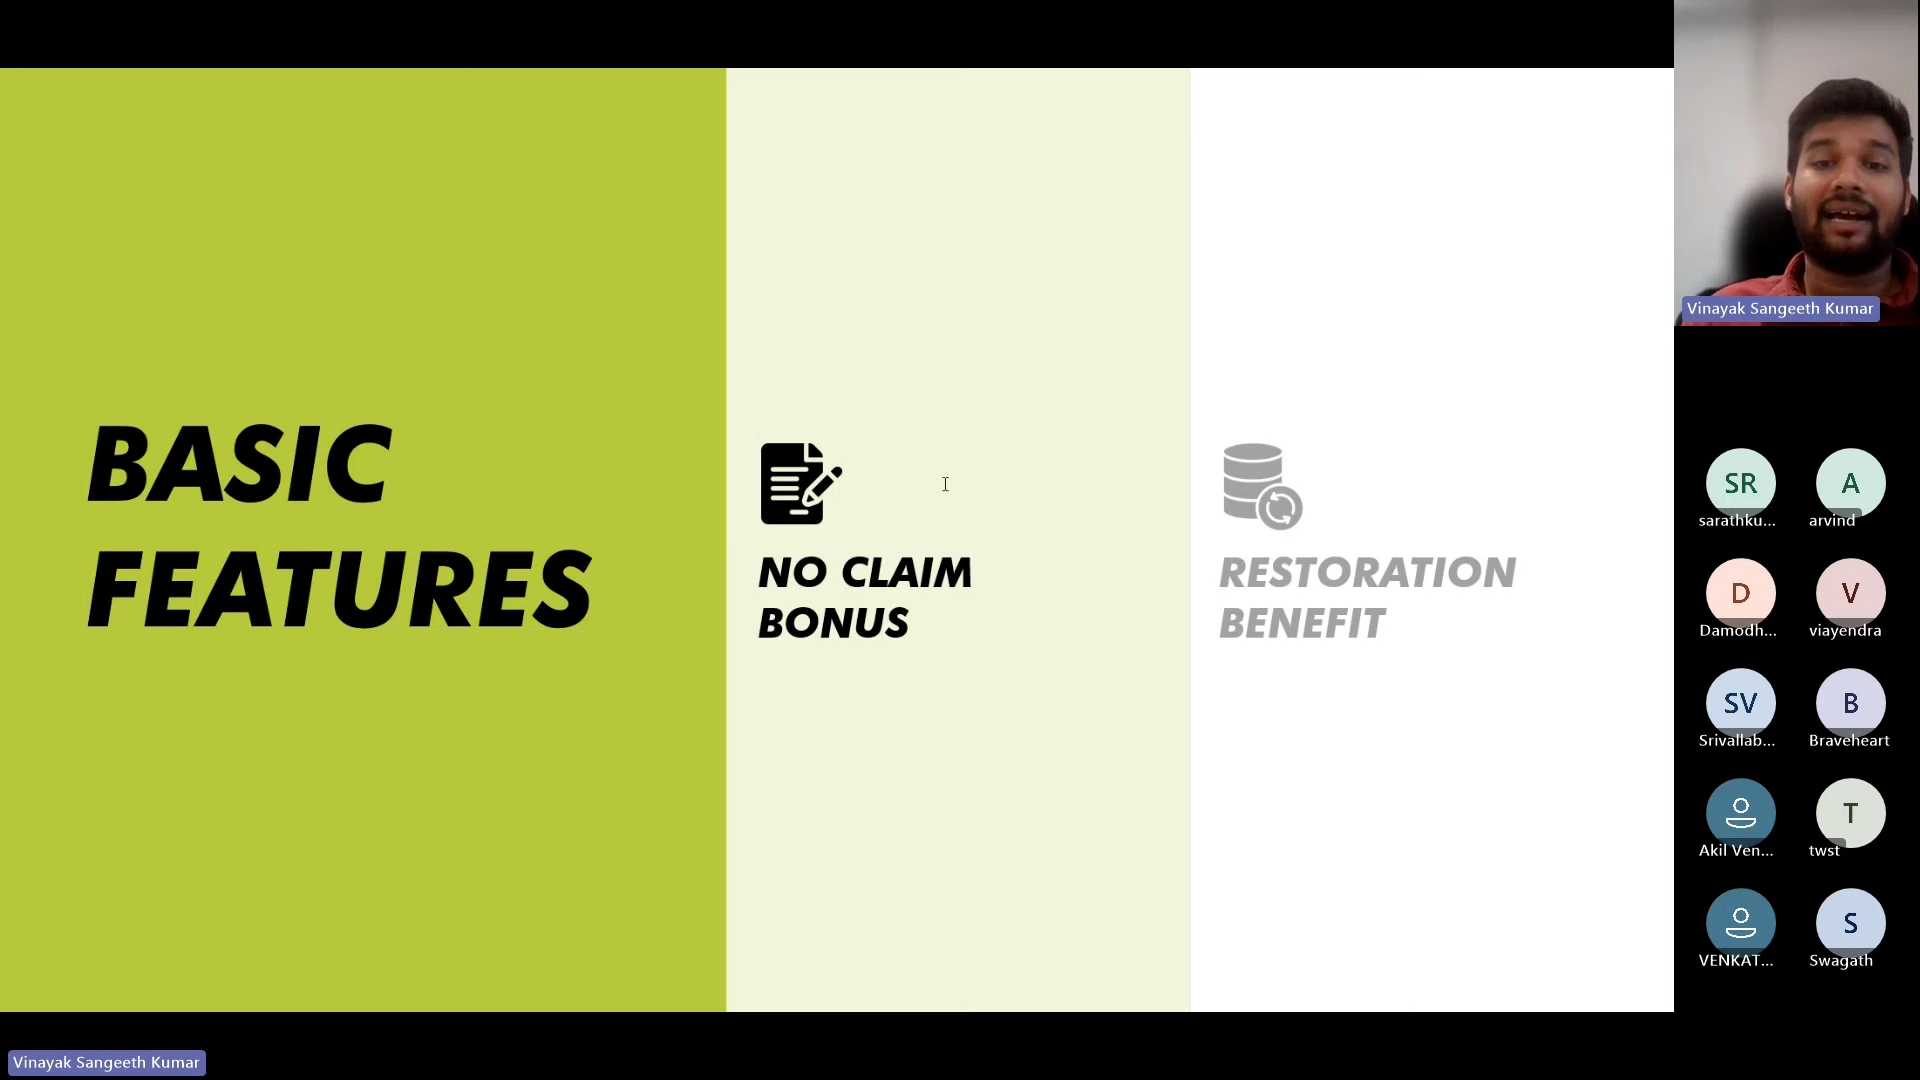 BASIC
FEATURES
NO CLAIM
BONUS
RESTORATION
BENEFIT
Vinayak Sangeeth Kumar
SR
sarathku...
A
arvind
D
Damodh...
V
viayendra
SV
Srivallab...
B
Braveheart
Akil Ven...
T
twst
VENKAT...
S
Swagath
Vinayak Sangeeth Kumar